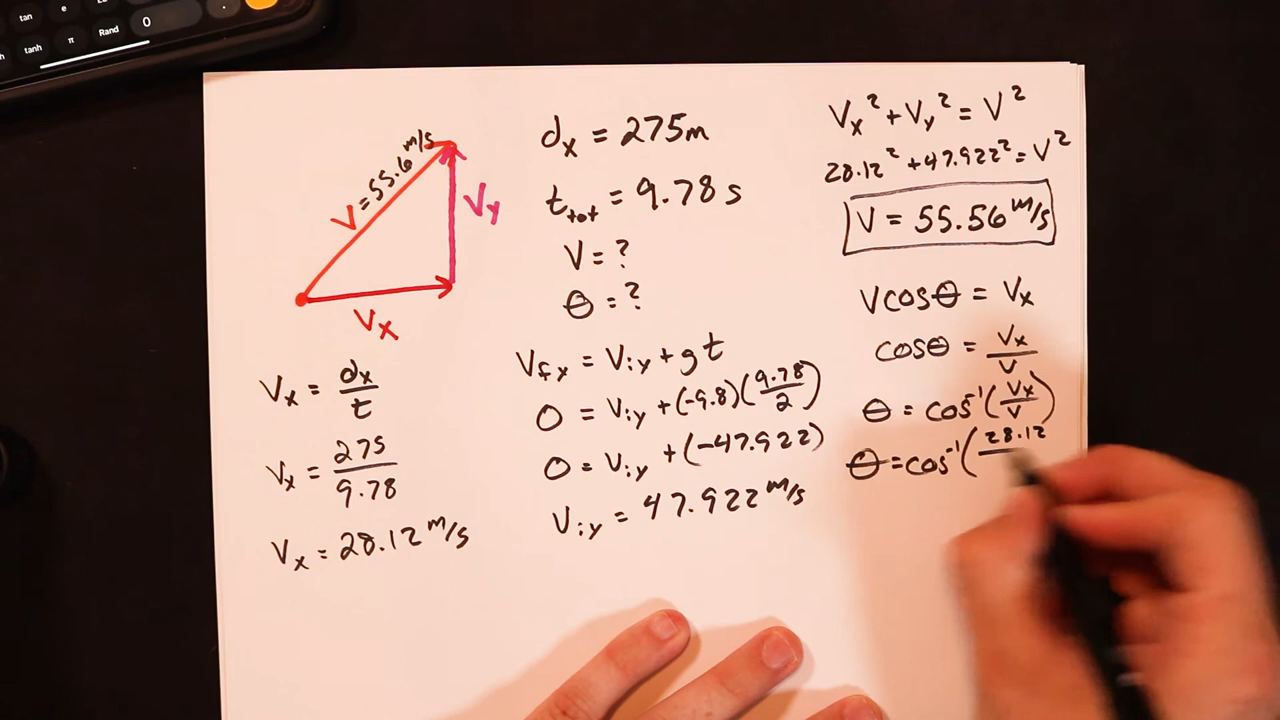 tan e
tanh π Rand 0 .
V=55.6 m/s
Vy
Vx
Vx = dx/t
Vx = 275/9.78
Vx = 28.12 m/s
dx = 275m
t_tot = 9.78 s
V = ?
θ = ?
Vfx = Viy + gt
0 = Viy + (-9.8)(9.78/2)
0 = Viy + (-47.922)
Viy = 47.922 m/s
Vx² + Vy² = V²
28.12² + 47.922² = V²
V = 55.56 m/s
Vcosθ = Vx
cosθ = Vx/V
θ = cos⁻¹(Vx/V)
θ = cos⁻¹(28.12